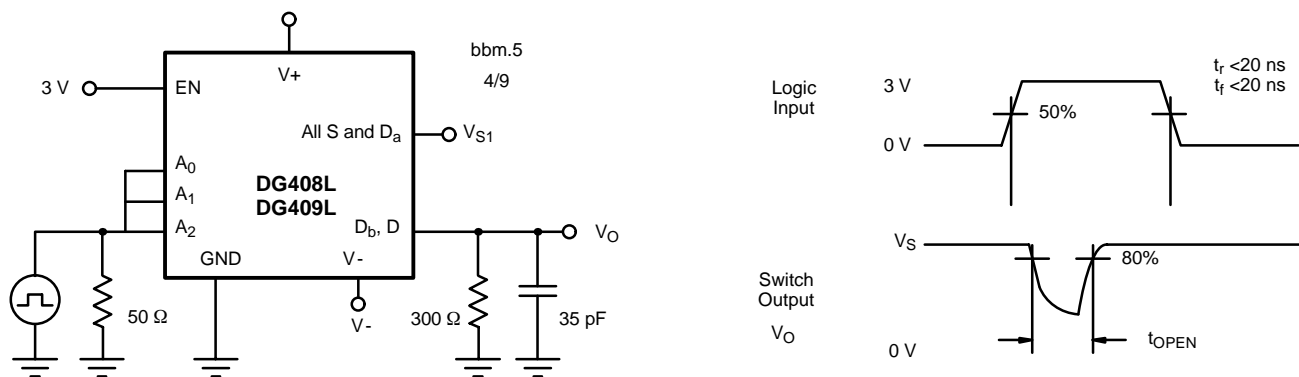 bbm.5
4/9
V+
3 V
EN
All S and Da
VS1
A0
A1
A2
DG408L
DG409L
Db, D
VO
GND
V-
V-
50 Ω
300 Ω
35 pF
Logic
Input
3 V
0 V
50%
tr <20 ns
tf <20 ns
VS
80%
Switch
Output
VO
0 V
tOPEN